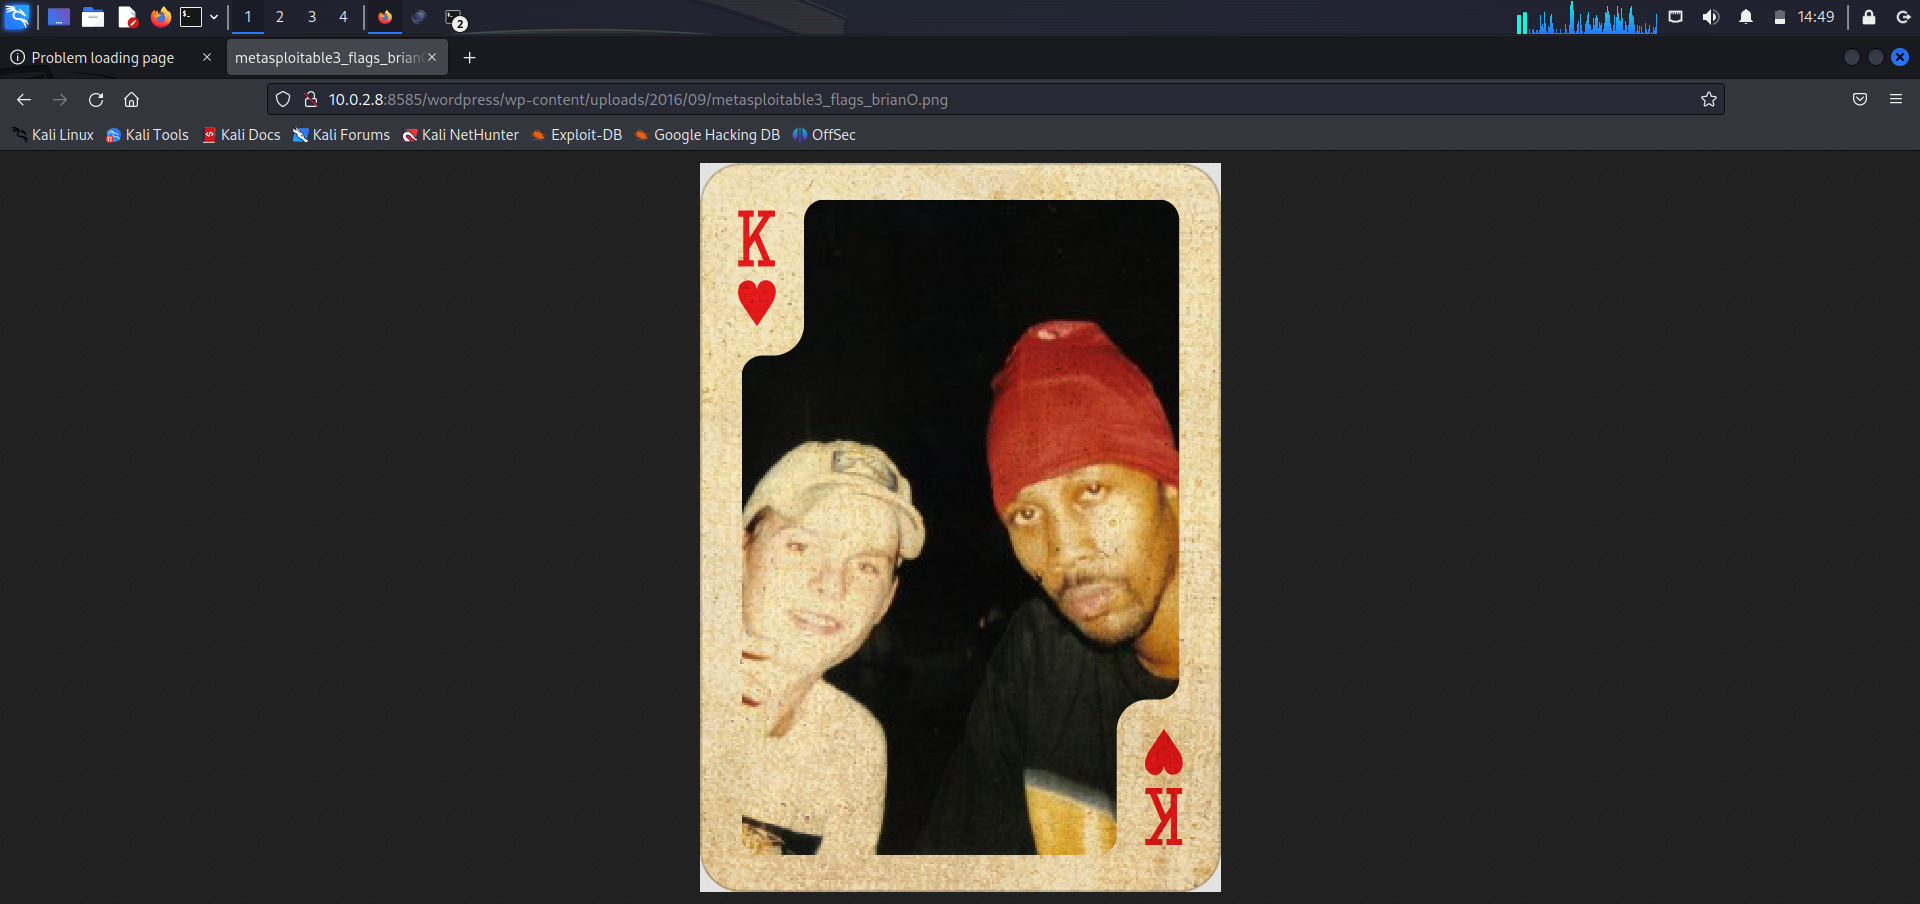 1 2 3 4 2 14:49
Problem loading page metasploitable3_flags_brian
10.0.2.8:8585/wordpress/wp-content/uploads/2016/09/metasploitable3_flags_brianO.png
Kali Linux Kali Tools Kali Docs Kali Forums Kali NetHunter Exploit-DB Google Hacking DB OffSec
K
K